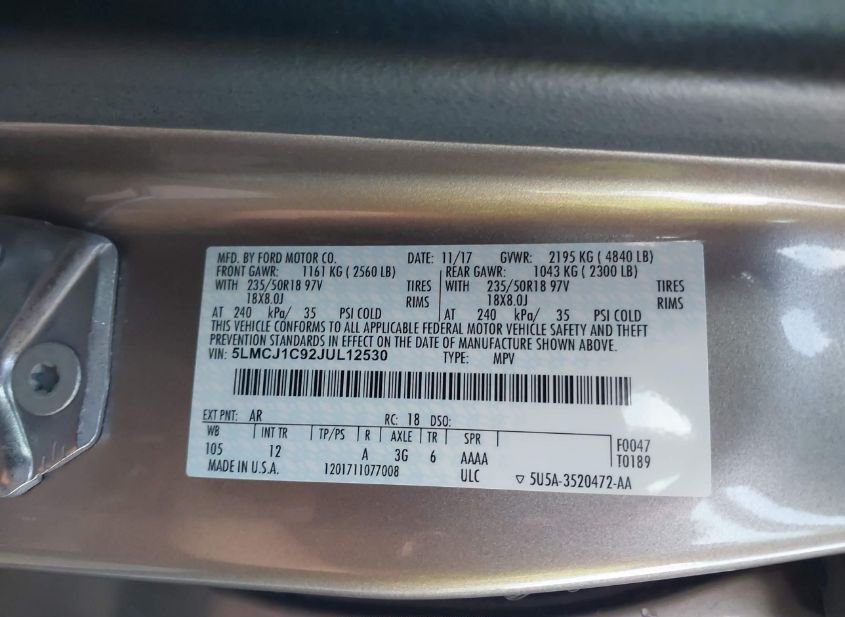 MFD. BY FORD MOTOR CO. DATE: 11/17 GVWR: 2195 KG ( 4840 LB)
FRONT GAWR: 1161 KG ( 2560 LB) REAR GAWR: 1043 KG ( 2300 LB)
WITH 235/50R18 97V TIRES WITH 235/50R18 97V TIRES
18X8.0J RIMS 18X8.0J RIMS
AT 240 kPa/ 35 PSI COLD AT 240 kPa/ 35 PSI COLD
THIS VEHICLE CONFORMS TO ALL APPLICABLE FEDERAL MOTOR VEHICLE SAFETY AND THEFT
PREVENTION STANDARDS IN EFFECT ON THE DATE OF MANUFACTURE SHOWN ABOVE.
VIN: 5LMCJ1C92JUL12530 TYPE: MPV
EXT PNT: AR RC: 18 DSO:
WB INT TR TP/PS R AXLE TR SPR F0047
105 12 A 3G 6 AAAA T0189
MADE IN U.S.A. 1201711077008 ULC ▽ 5U5A-3520472-AA